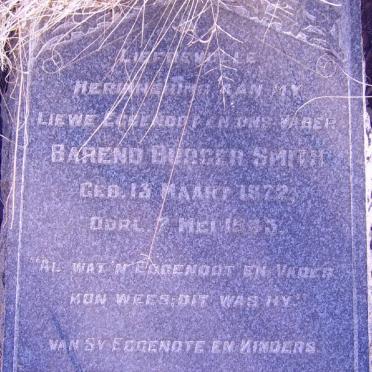 LIEFDEVOLLE
HERINNERING AAN MY
LIEWE EGGENOOT EN ONS VADER
BAREND BURGER SMITH
GEB. 13 MAART 1872,
OORL. 7 MEI
"AL WAT 'N EGGENOOT EN VADER
KON WEES; DIT WAS HY."
VAN SY EGGENOTE EN KINDERS.